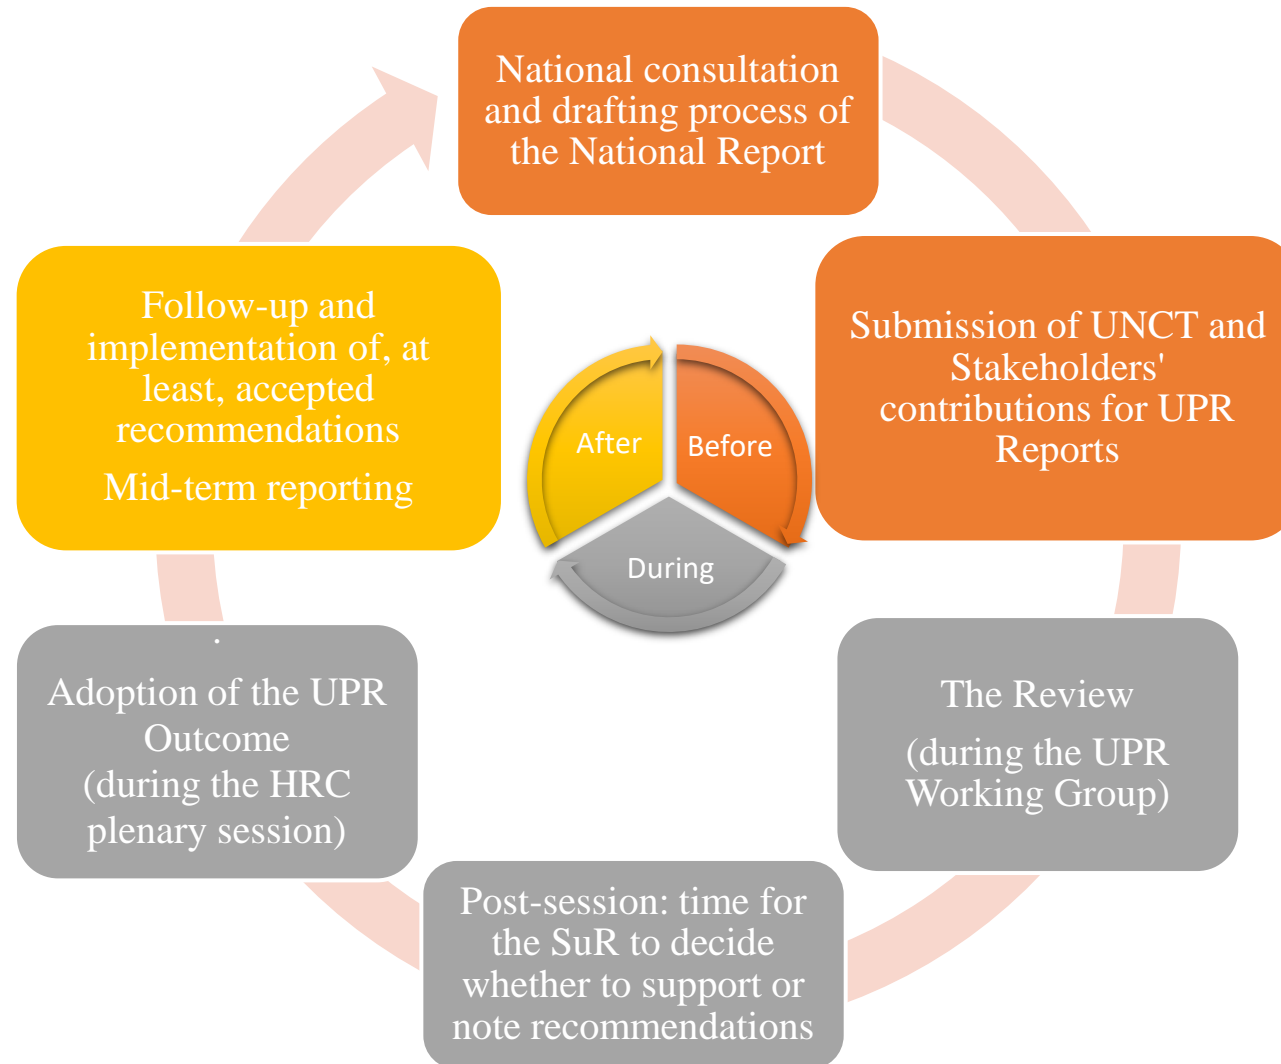 National consultation
and drafting process of
the National Report
Submission of UNCT and
Stakeholders'
contributions for UPR
Reports
The Review
(during the UPR
Working Group)
Post-session: time for
the SuR to decide
whether to support or
note recommendations
.
Adoption of the UPR
Outcome
(during the HRC
plenary session)
Follow-up and
implementation of, at
least, accepted
recommendations
Mid-term reporting
Before
During
After